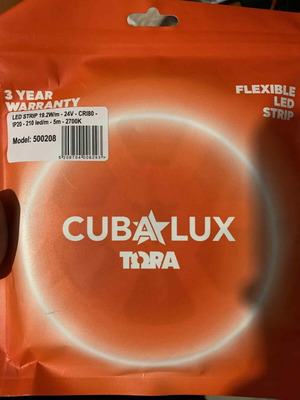 3 YEAR
WARRANTY
FLEXIBLE
LED
STRIP
LED STRIP 19.2W/m - 24V - CRI80 -
IP20 - 210 led/m - 5m - 2700K
Model: 500208
CUBALUX
TORA